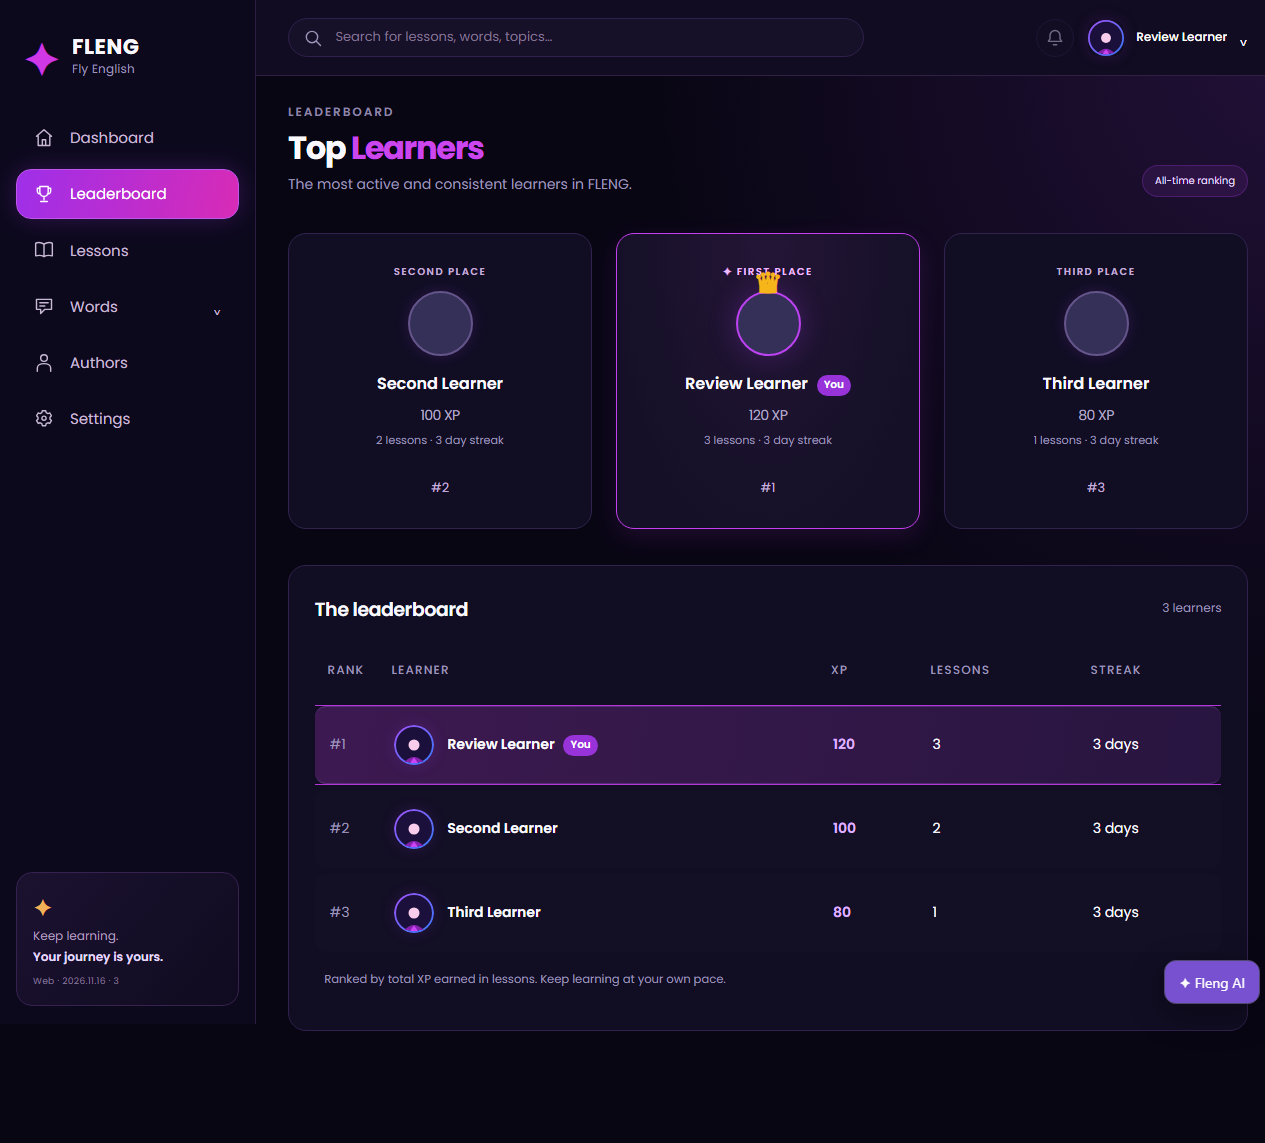 FLENG
Fly English
Dashboard
Leaderboard
Lessons
Words
Authors
Settings
Keep learning.
Your journey is yours.
Web · 2026.11.16 · 3
Search for lessons, words, topics...
Review Learner
LEADERBOARD
Top Learners
The most active and consistent learners in FLENG.
All-time ranking
SECOND PLACE
Second Learner
100 XP
2 lessons · 3 day streak
#2
✦ FIRST PLACE
Review Learner You
120 XP
3 lessons · 3 day streak
#1
THIRD PLACE
Third Learner
80 XP
1 lessons · 3 day streak
#3
The leaderboard
3 learners
RANK LEARNER XP LESSONS STREAK
#1 Review Learner You 120 3 3 days
#2 Second Learner 100 2 3 days
#3 Third Learner 80 1 3 days
Ranked by total XP earned in lessons. Keep learning at your own pace.
✦ Fleng AI